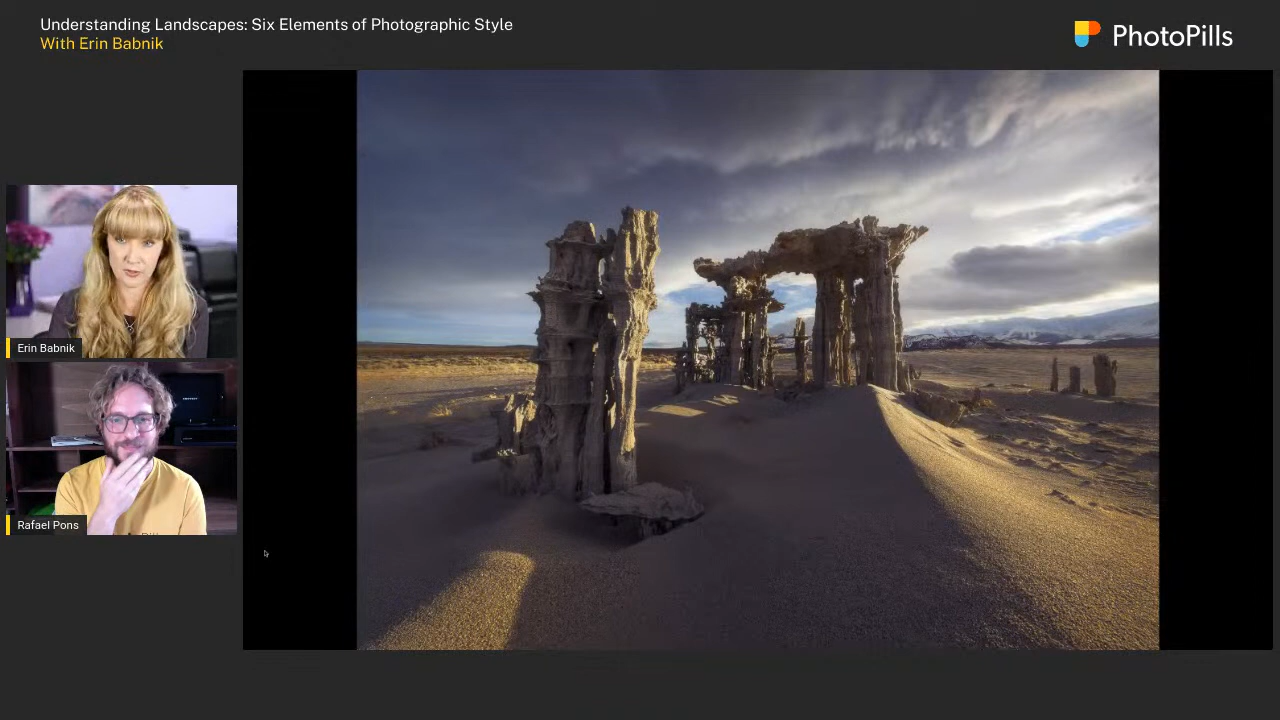 Understanding Landscapes: Six Elements of Photographic Style
With Erin Babnik
PhotoPills
Erin Babnik
Rafael Pons